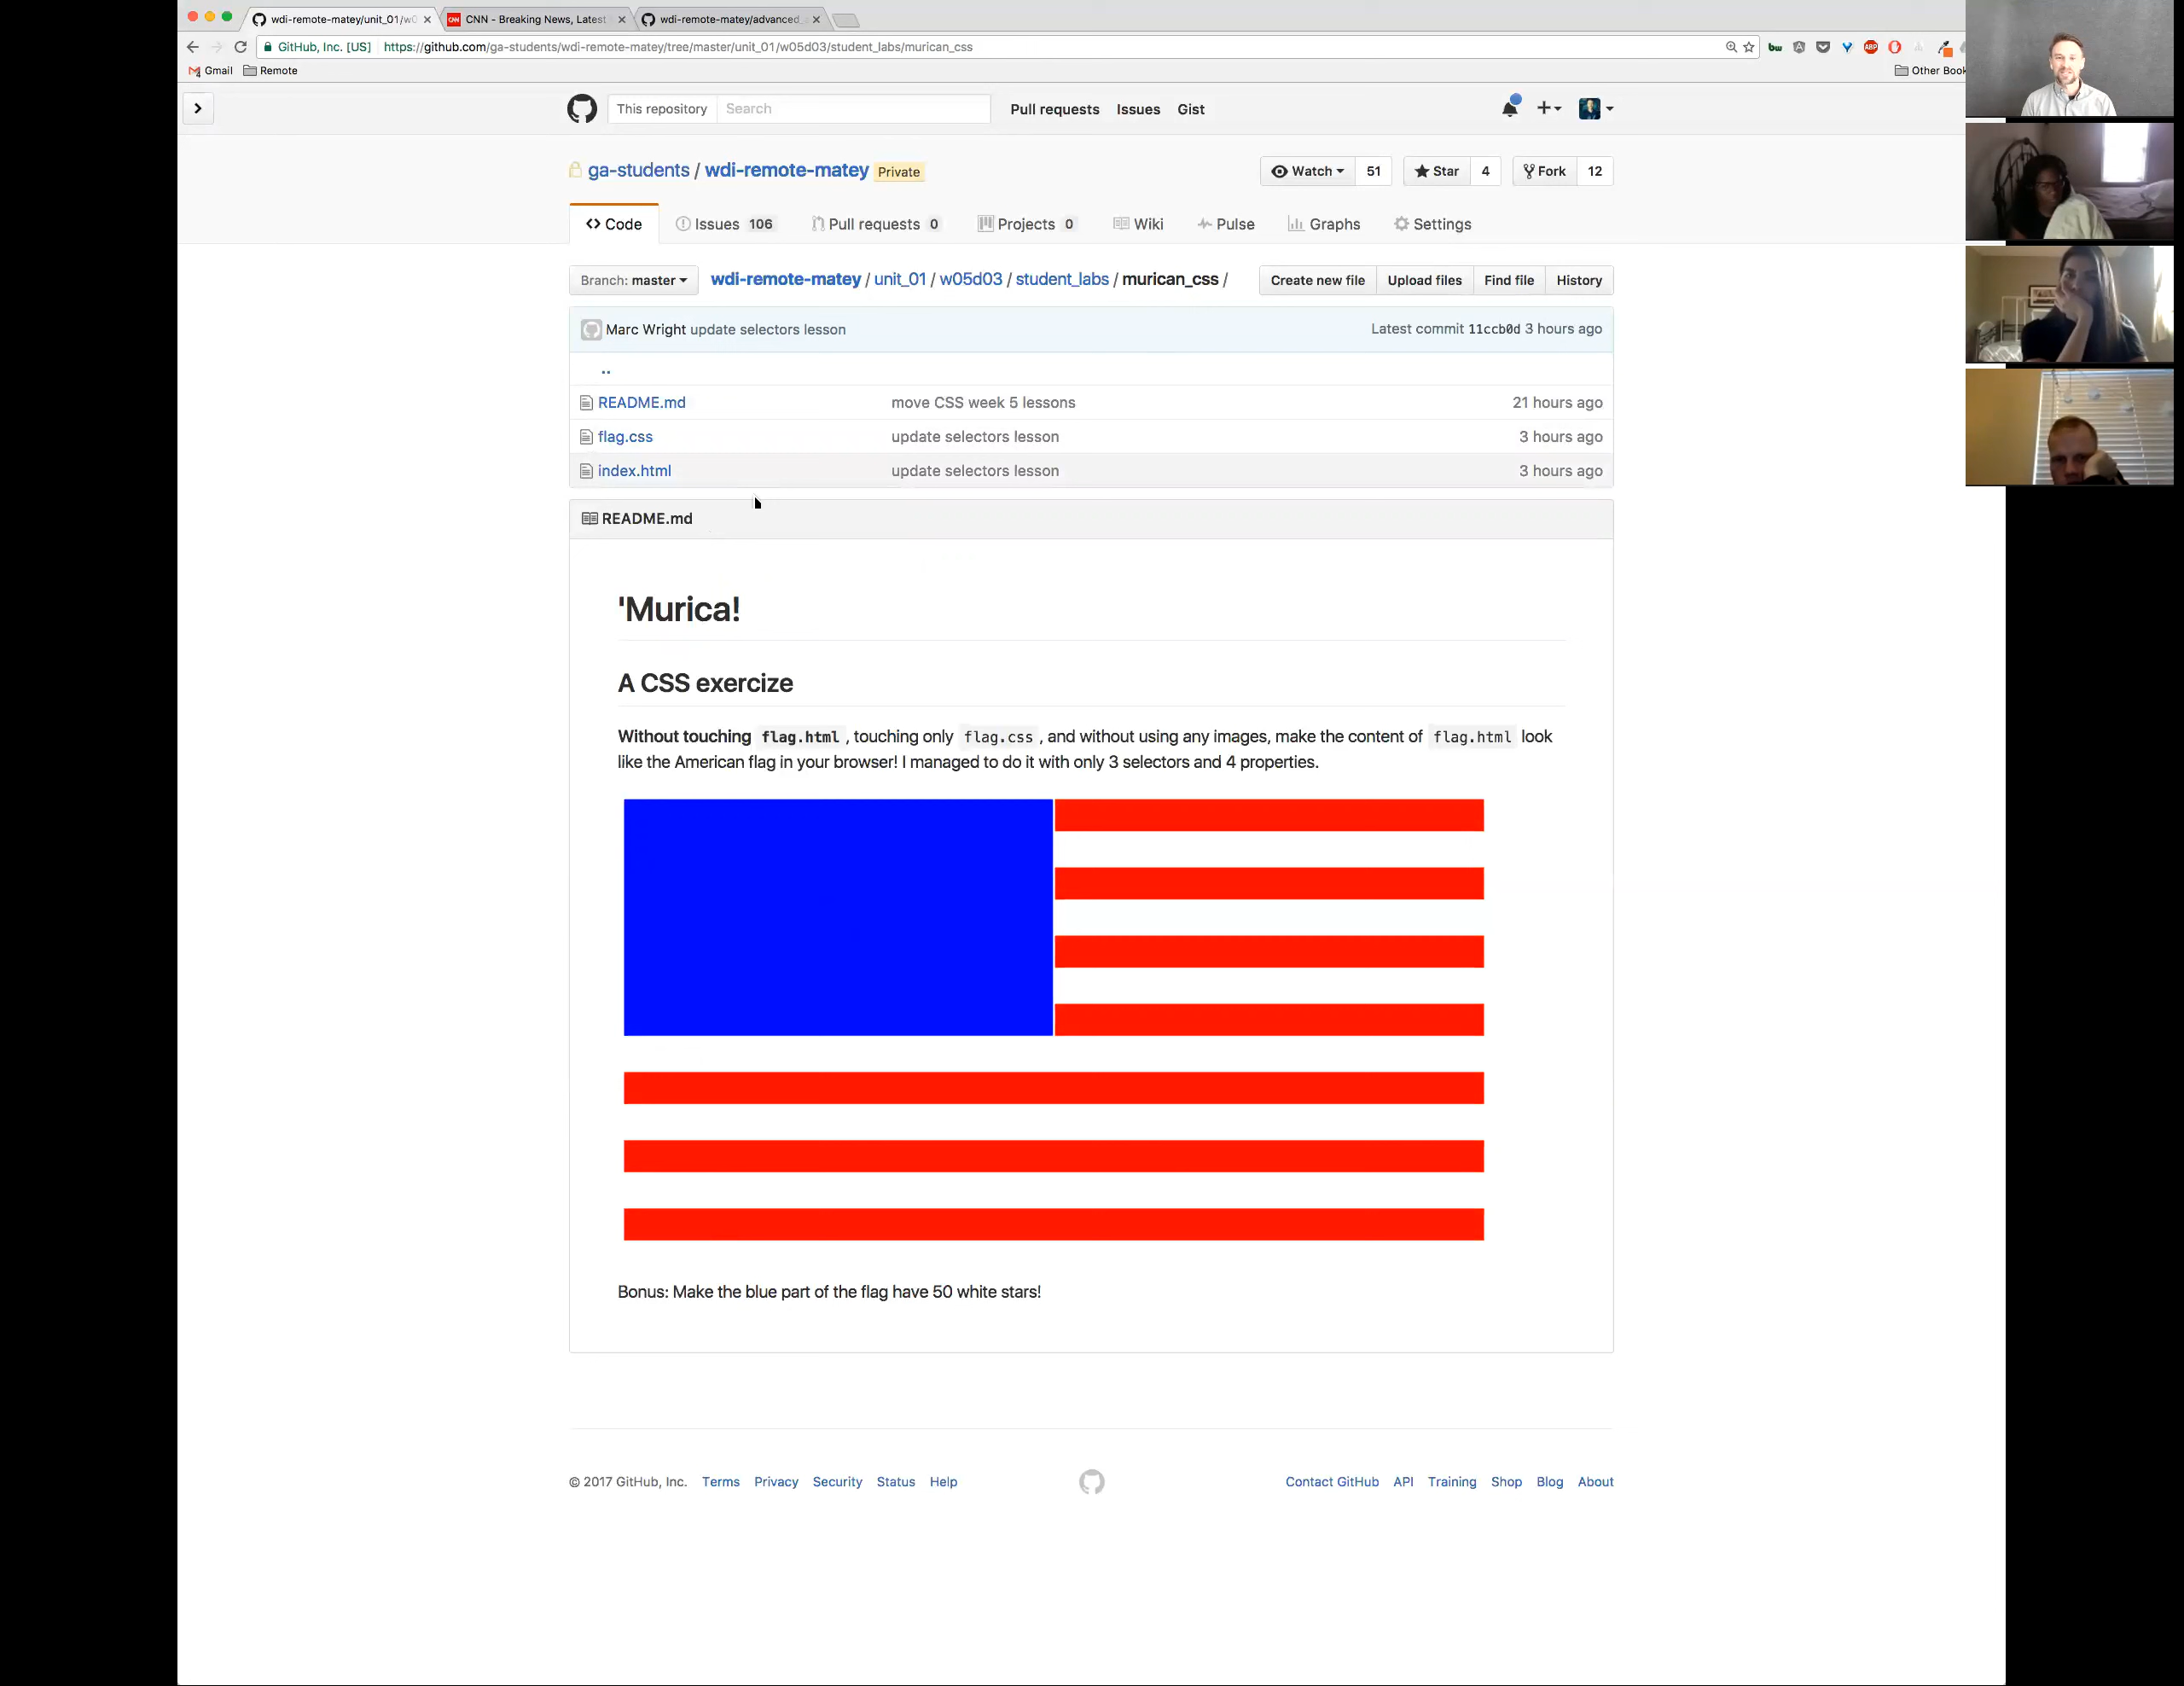 wdi-remote-matey/unit_01/w0
CNN - Breaking News, Latest
wdi-remote-matey/advanced_
GitHub, Inc. [US] https://github.com/ga-students/wdi-remote-matey/tree/master/unit_01/w05d03/student_labs/murican_css
bw ABP
Gmail Remote Other Book
This repository Search Pull requests Issues Gist
ga-students / wdi-remote-matey Private
Watch 51 Star 4 Fork 12
Code Issues 106 Pull requests 0 Projects 0 Wiki Pulse Graphs Settings
Branch: master wdi-remote-matey / unit_01 / w05d03 / student_labs / murican_css / Create new file Upload files Find file History
Marc Wright update selectors lesson Latest commit 11ccb0d 3 hours ago
..
README.md move CSS week 5 lessons 21 hours ago
flag.css update selectors lesson 3 hours ago
index.html update selectors lesson 3 hours ago
README.md
'Murica!
A CSS exercize
Without touching flag.html, touching only flag.css, and without using any images, make the content of flag.html look
like the American flag in your browser! I managed to do it with only 3 selectors and 4 properties.
Bonus: Make the blue part of the flag have 50 white stars!
© 2017 GitHub, Inc. Terms Privacy Security Status Help Contact GitHub API Training Shop Blog About